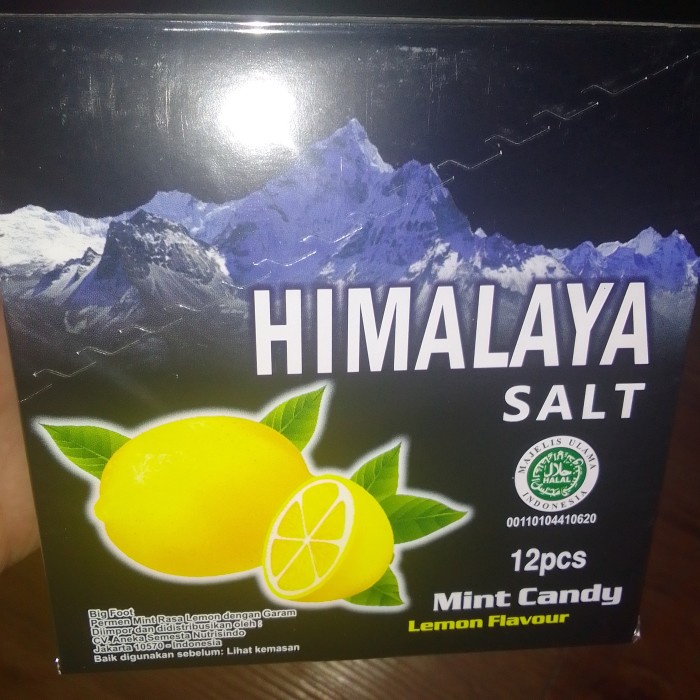 HIMALAYA
SALT
MAJELIS ULAMA
حلال
HALAL
INDONESIA
00110104410620
12pcs
Mint Candy
Lemon Flavour
Big Foot
Permen Mint Rasa Lemon dengan Garam
Diimpor dan didistribusikan oleh :
CV. Aneka Semesta Nutrisindo
Jakarta 10570 - Indonesia
Baik digunakan sebelum: Lihat kemasan